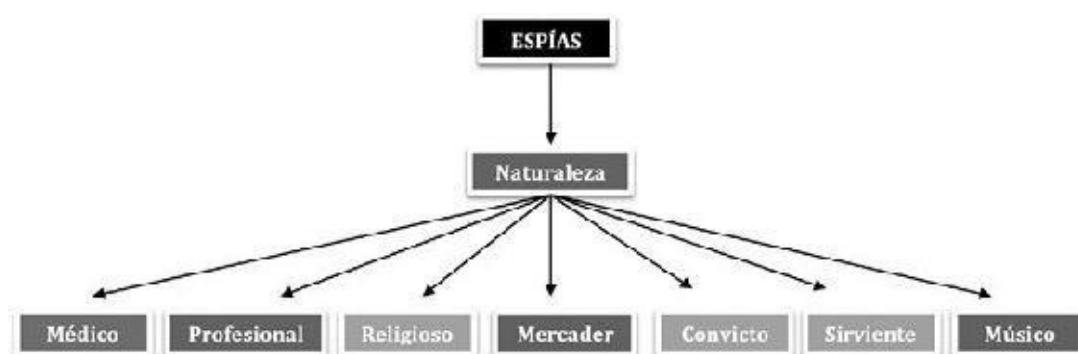 ESPÍAS
Naturaleza
Médico
Profesional
Religioso
Mercader
Convicto
Sirviente
Músico